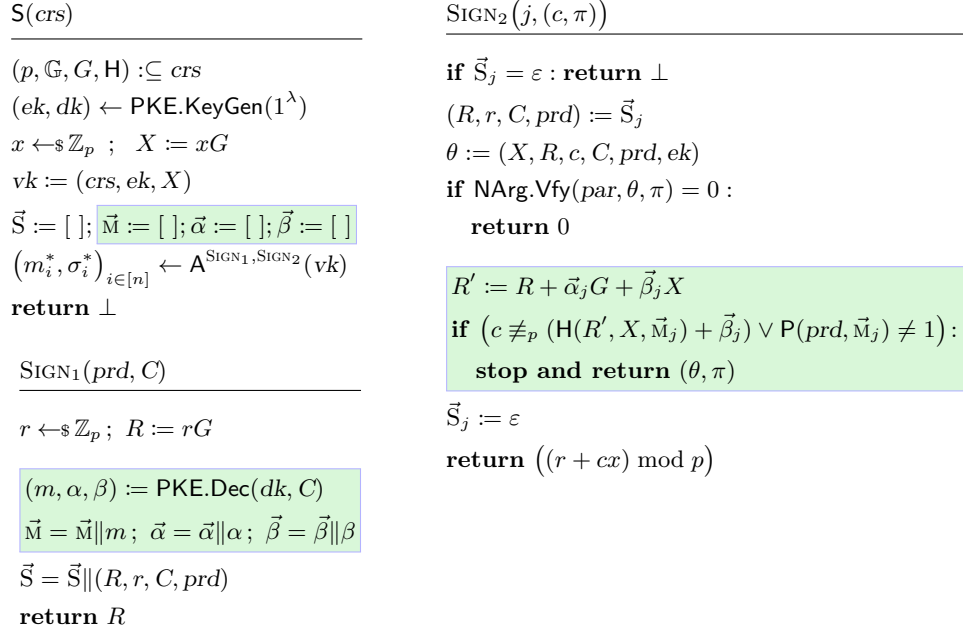 S(crs)
(p, 𝔾, G, H) :⊆ crs
(ek, dk) ← PKE.KeyGen(1^λ)
x ←$ ℤ_p ; X ≔ xG
vk ≔ (crs, ek, X)
S⃗ ≔ [ ]; M⃗ ≔ [ ]; α⃗ ≔ [ ]; β⃗ ≔ [ ]
(m*_i, σ*_i)_{i∈[n]} ← A^{SIGN₁,SIGN₂}(vk)
return ⊥
SIGN₁(prd, C)
r ←$ ℤ_p ; R ≔ rG
(m, α, β) ≔ PKE.Dec(dk, C)
M⃗ = M⃗‖m ; α⃗ = α⃗‖α ; β⃗ = β⃗‖β
S⃗ = S⃗‖(R, r, C, prd)
return R
SIGN₂(j, (c, π))
if S⃗_j = ε : return ⊥
(R, r, C, prd) ≔ S⃗_j
θ ≔ (X, R, c, C, prd, ek)
if NArg.Vfy(par, θ, π) = 0 :
return 0
R′ ≔ R + α⃗_j G + β⃗_j X
if (c ≢_p (H(R′, X, M⃗_j) + β⃗_j) ∨ P(prd, M⃗_j) ≠ 1) :
stop and return (θ, π)
S⃗_j ≔ ε
return ((r + cx) mod p)